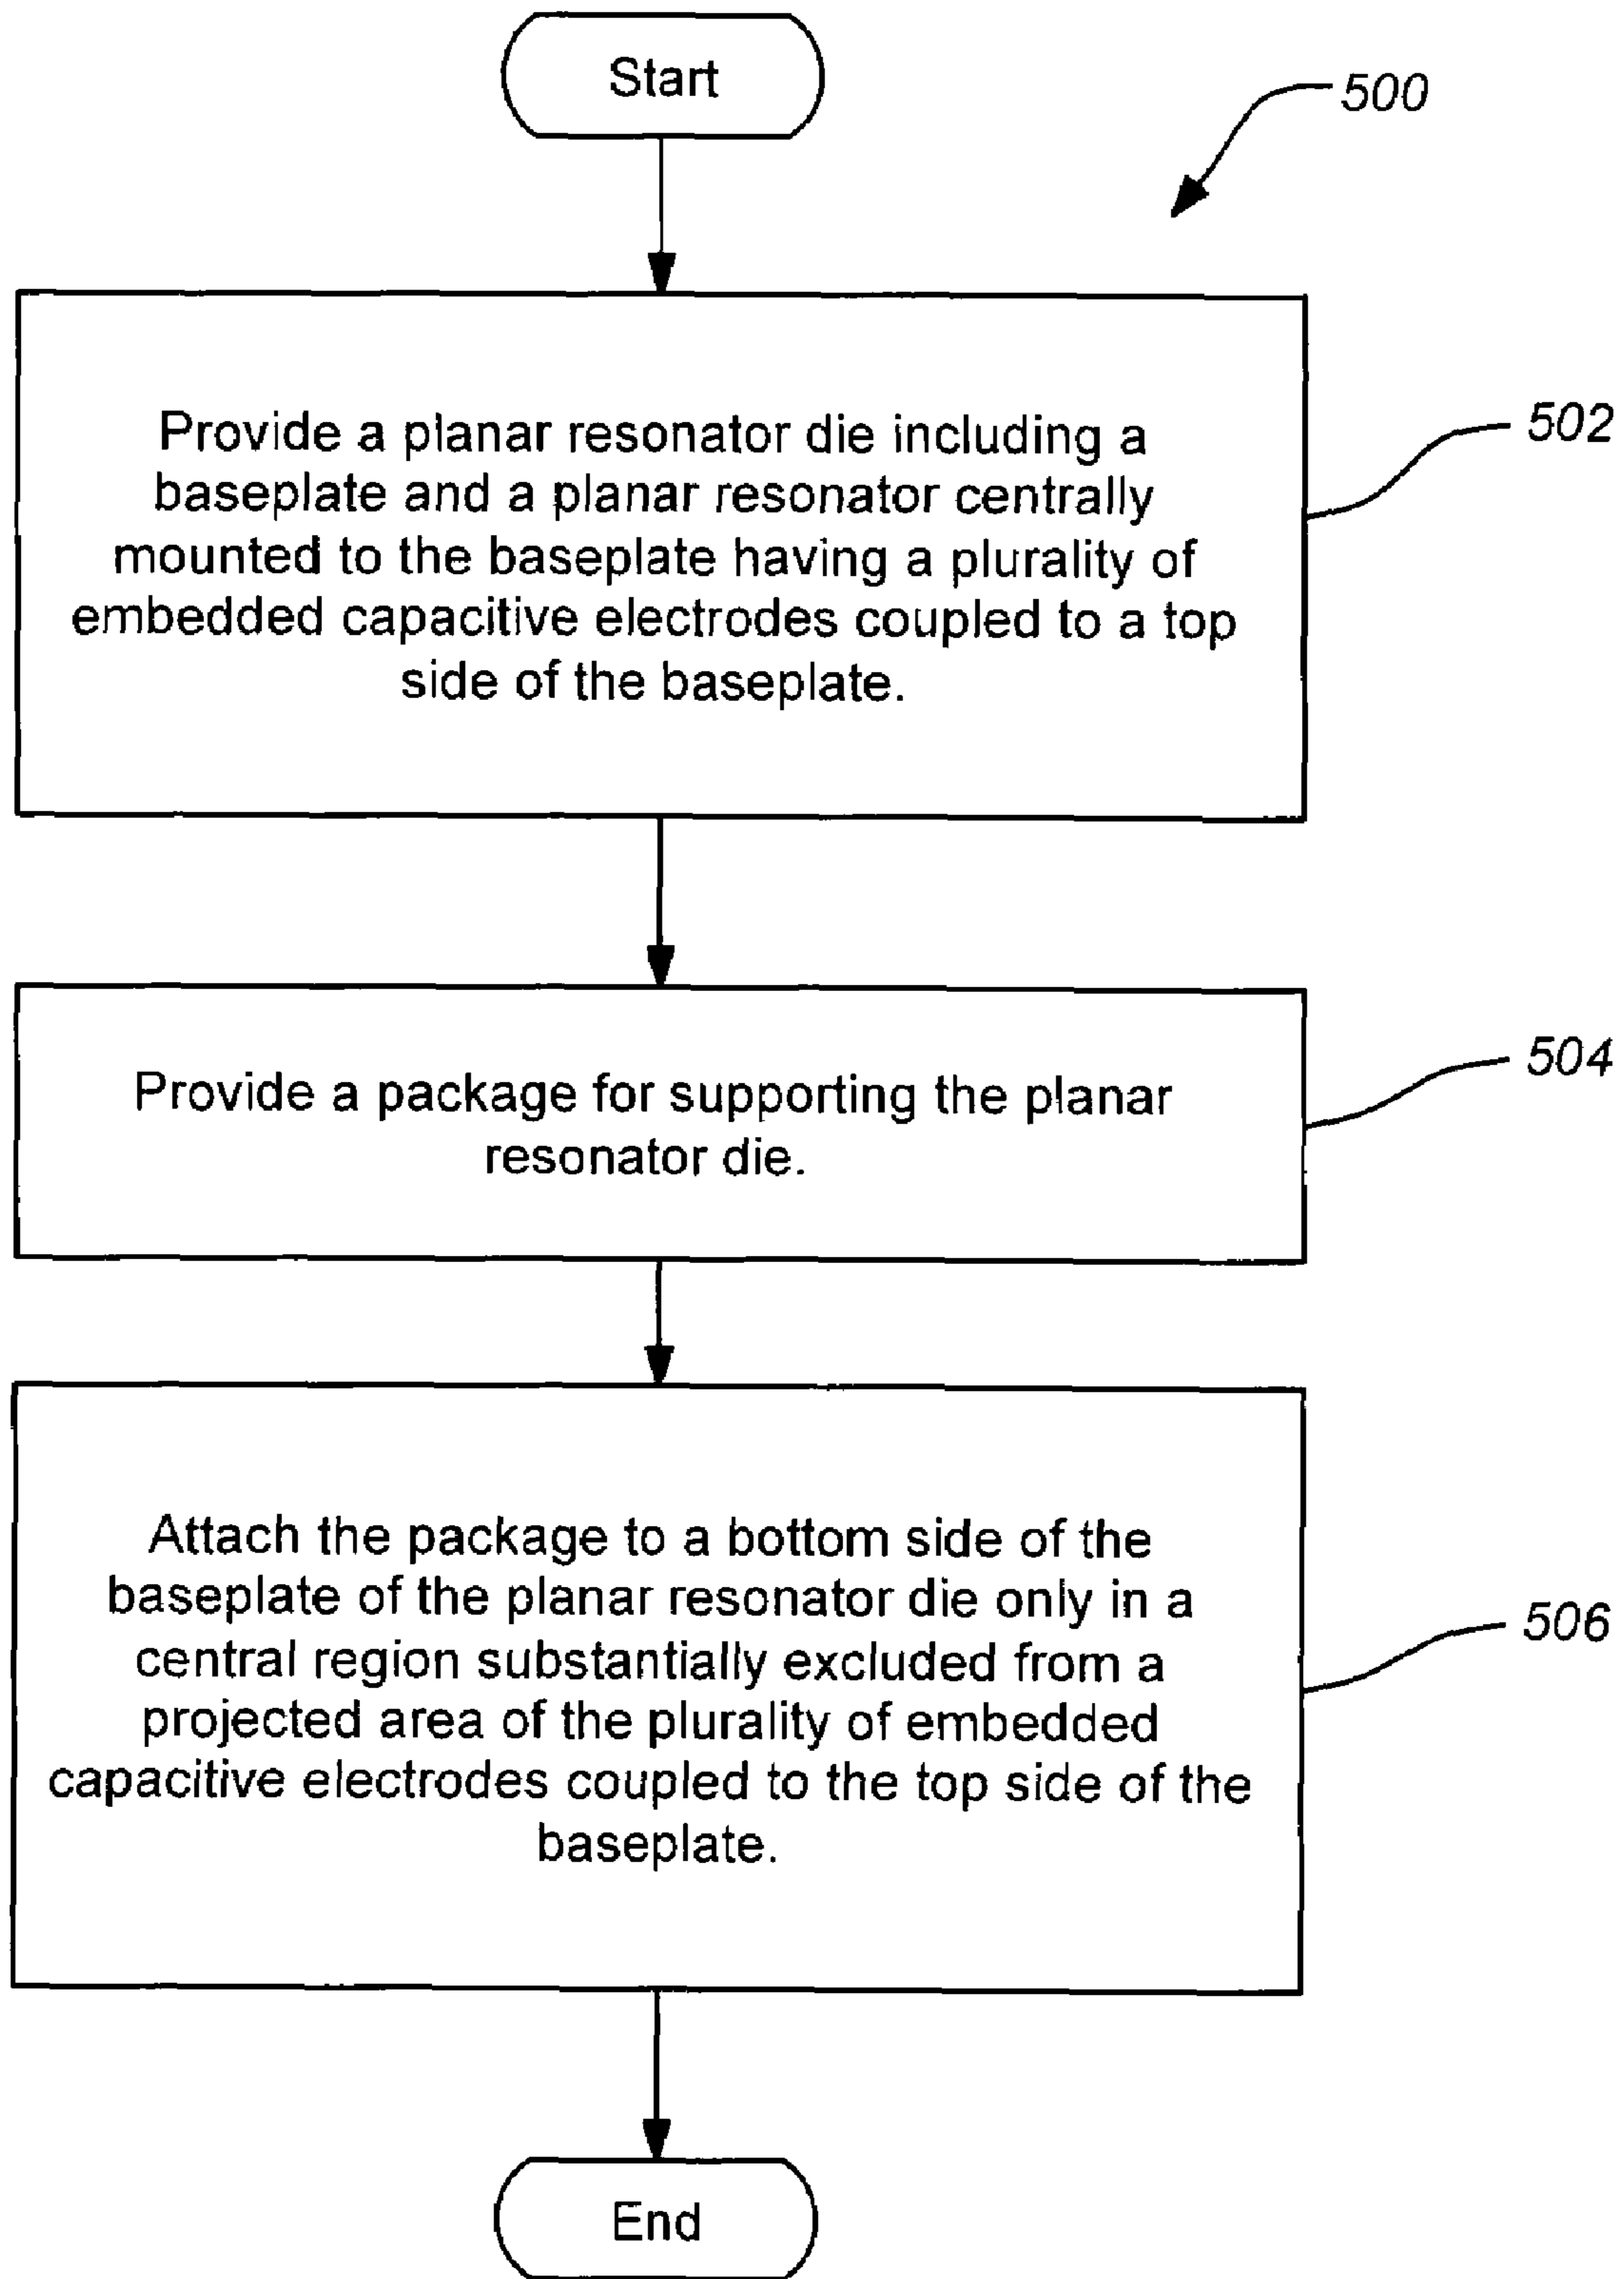 Start
500
Provide a planar resonator die including a
baseplate and a planar resonator centrally
mounted to the baseplate having a plurality of
embedded capacitive electrodes coupled to a top
side of the baseplate.
502
Provide a package for supporting the planar
resonator die.
504
Attach the package to a bottom side of the
baseplate of the planar resonator die only in a
central region substantially excluded from a
projected area of the plurality of embedded
capacitive electrodes coupled to the top side of the
baseplate.
506
End